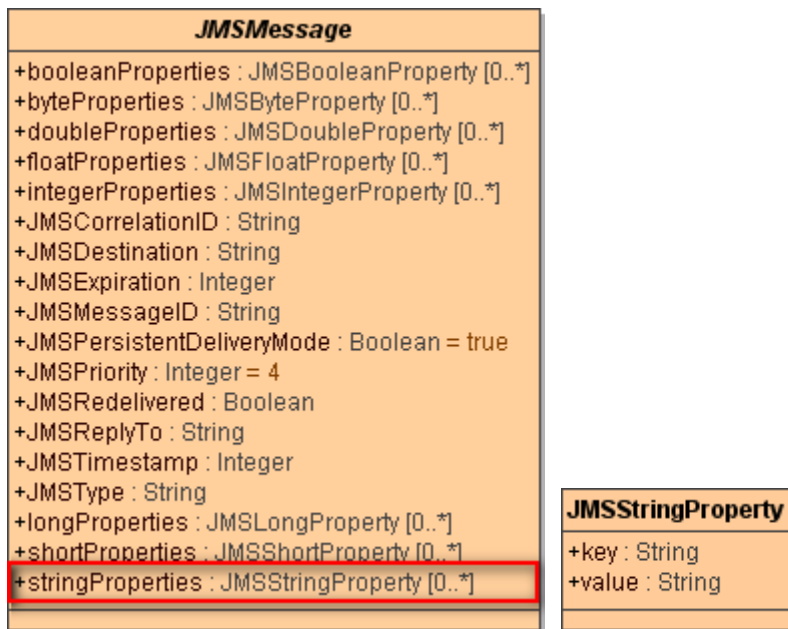 JMSMessage
+booleanProperties : JMSBooleanProperty [0..*]
+byteProperties : JMSByteProperty [0..*]
+doubleProperties : JMSDoubleProperty [0..*]
+floatProperties : JMSFloatProperty [0..*]
+integerProperties : JMSIntegerProperty [0..*]
+JMSCorrelationID : String
+JMSDestination : String
+JMSExpiration : Integer
+JMSMessageID : String
+JMSPersistentDeliveryMode : Boolean = true
+JMSPriority : Integer = 4
+JMSRedelivered : Boolean
+JMSReplyTo : String
+JMSTimestamp : Integer
+JMSType : String
+longProperties : JMSLongProperty [0..*]
+shortProperties : JMSShortProperty [0..*]
+stringProperties : JMSStringProperty [0..*]
JMSStringProperty
+key : String
+value : String